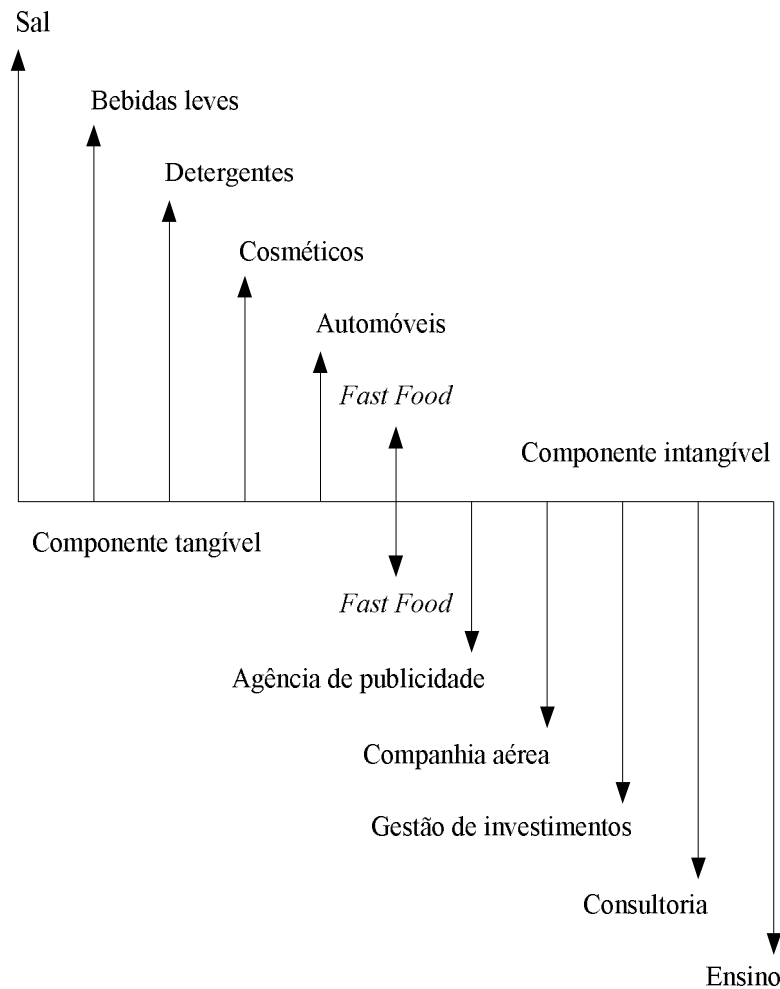 Sal
Bebidas leves
Detergentes
Cosméticos
Automóveis
Fast Food
Componente intangível
Componente tangível
Fast Food
Agência de publicidade
Companhia aérea
Gestão de investimentos
Consultoria
Ensino